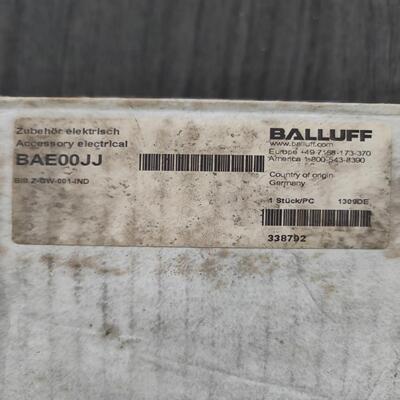 Zubehör elektrisch
Accessory electrical
BAE00JJ
BIS Z-GW-001-IND
BALLUFF
www.balluff.com
Europe +49-7158-173-370
America 1-800-543-8390
Country of origin
Germany
1 Stück/PC 1309DE
338792